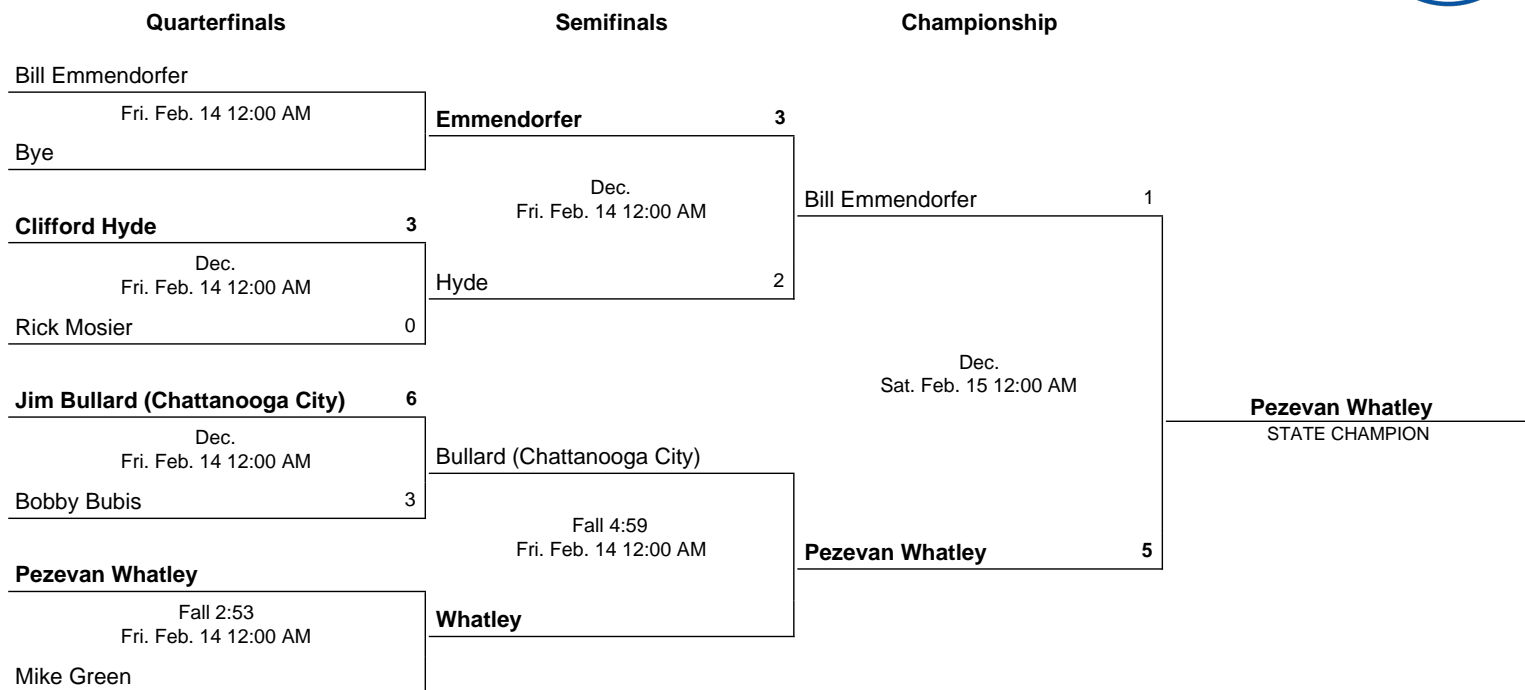 Quarterfinals
Semifinals
Championship
Bill Emmendorfer
Fri. Feb. 14 12:00 AM
Bye
Clifford Hyde 3
Dec.
Fri. Feb. 14 12:00 AM
Rick Mosier 0
Jim Bullard (Chattanooga City) 6
Dec.
Fri. Feb. 14 12:00 AM
Bobby Bubis 3
Pezevan Whatley
Fall 2:53
Fri. Feb. 14 12:00 AM
Mike Green
Emmendorfer 3
Dec.
Fri. Feb. 14 12:00 AM
Hyde 2
Bullard (Chattanooga City)
Fall 4:59
Fri. Feb. 14 12:00 AM
Whatley
Bill Emmendorfer 1
Dec.
Sat. Feb. 15 12:00 AM
Pezevan Whatley 5
Pezevan Whatley
STATE CHAMPION